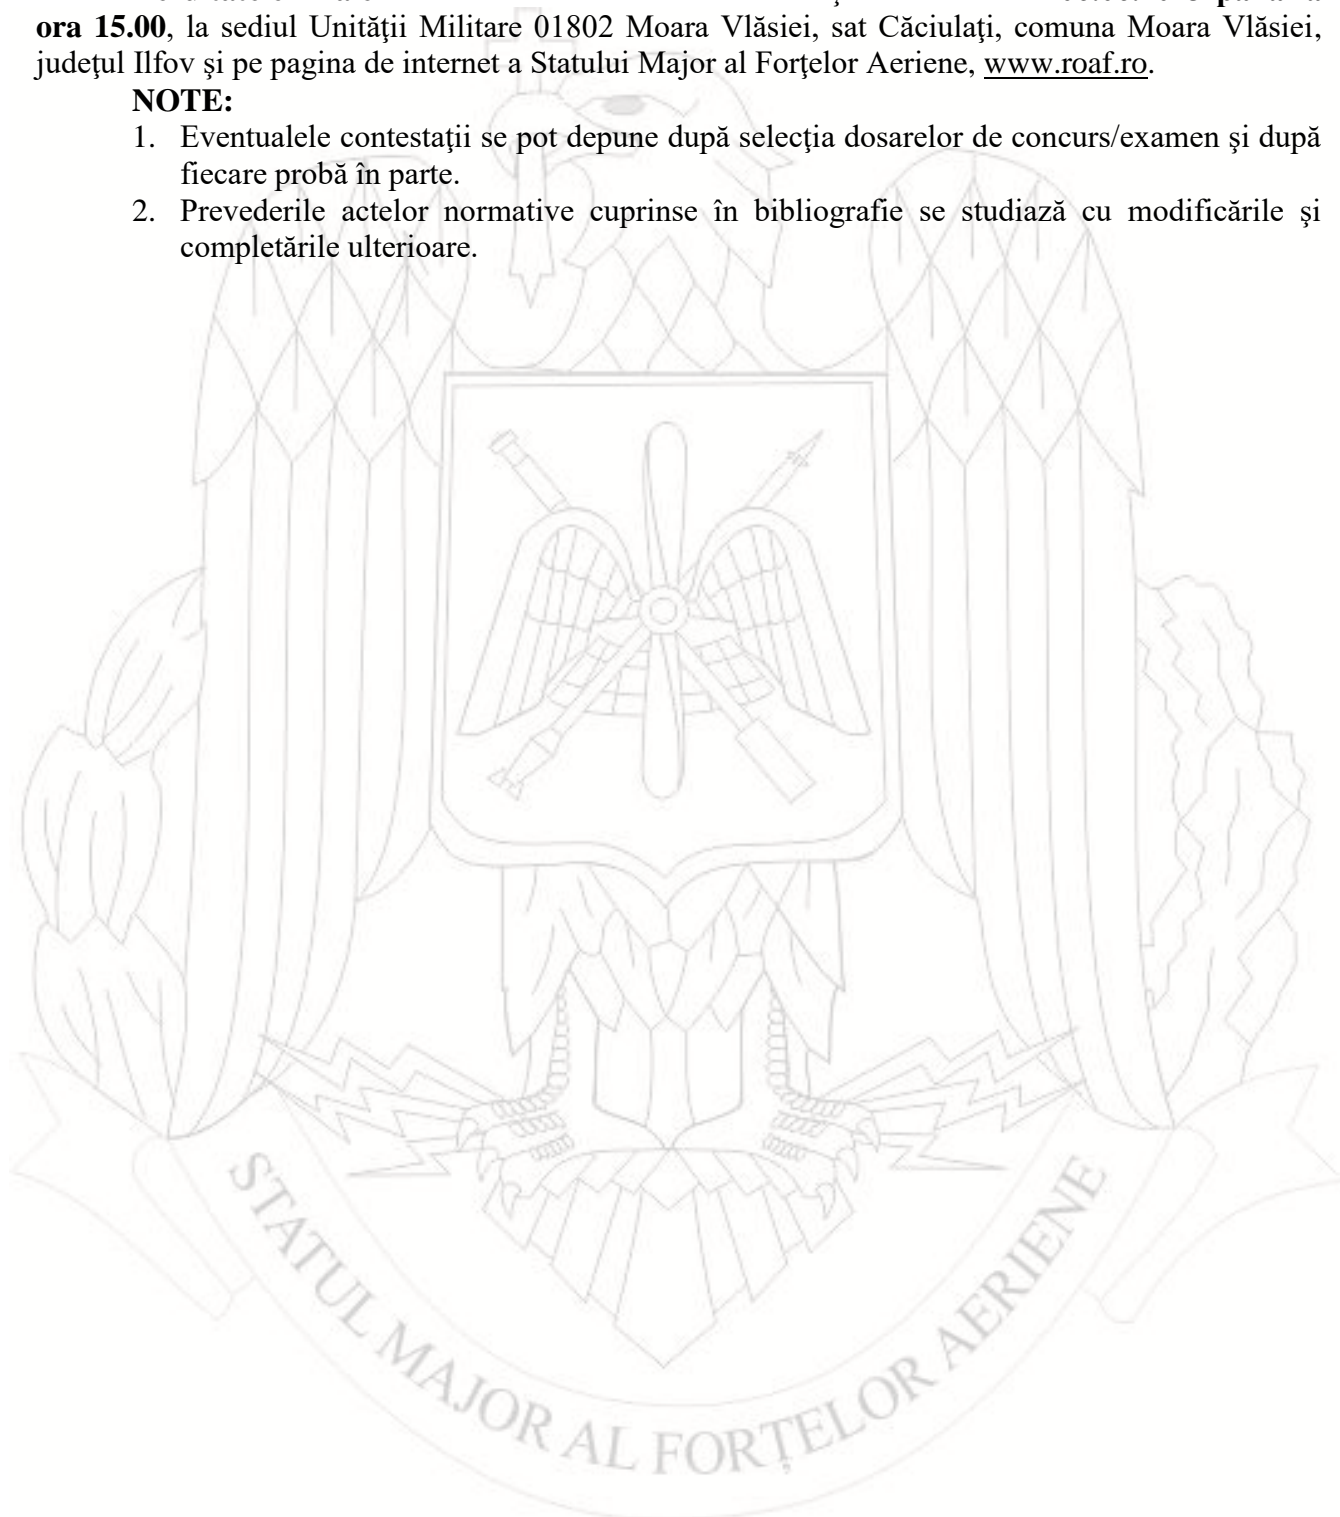 ora 15.00, la sediul Unităţii Militare 01802 Moara Vlăsiei, sat Căciulaţi, comuna Moara Vlăsiei,
judeţul Ilfov şi pe pagina de internet a Statului Major al Forţelor Aeriene, www.roaf.ro.
NOTE:
1. Eventualele contestaţii se pot depune după selecţia dosarelor de concurs/examen şi după
fiecare probă în parte.
2. Prevederile actelor normative cuprinse în bibliografie se studiază cu modificările şi
completările ulterioare.
STATUL MAJOR AL FORȚELOR AERIENE